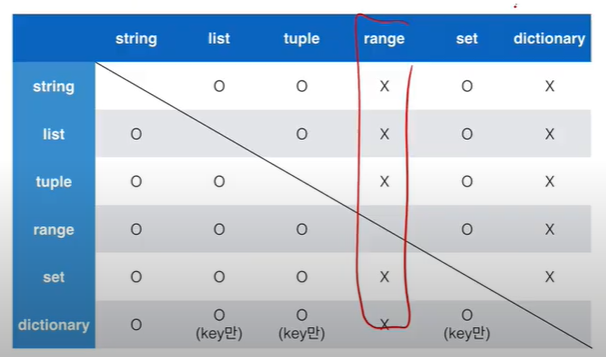 string list tuple range set dictionary
string O O X O X
list O O X O X
tuple O O X O X
range O O O O X
set O O O X X
dictionary O O (key만) O (key만) X O (key만)